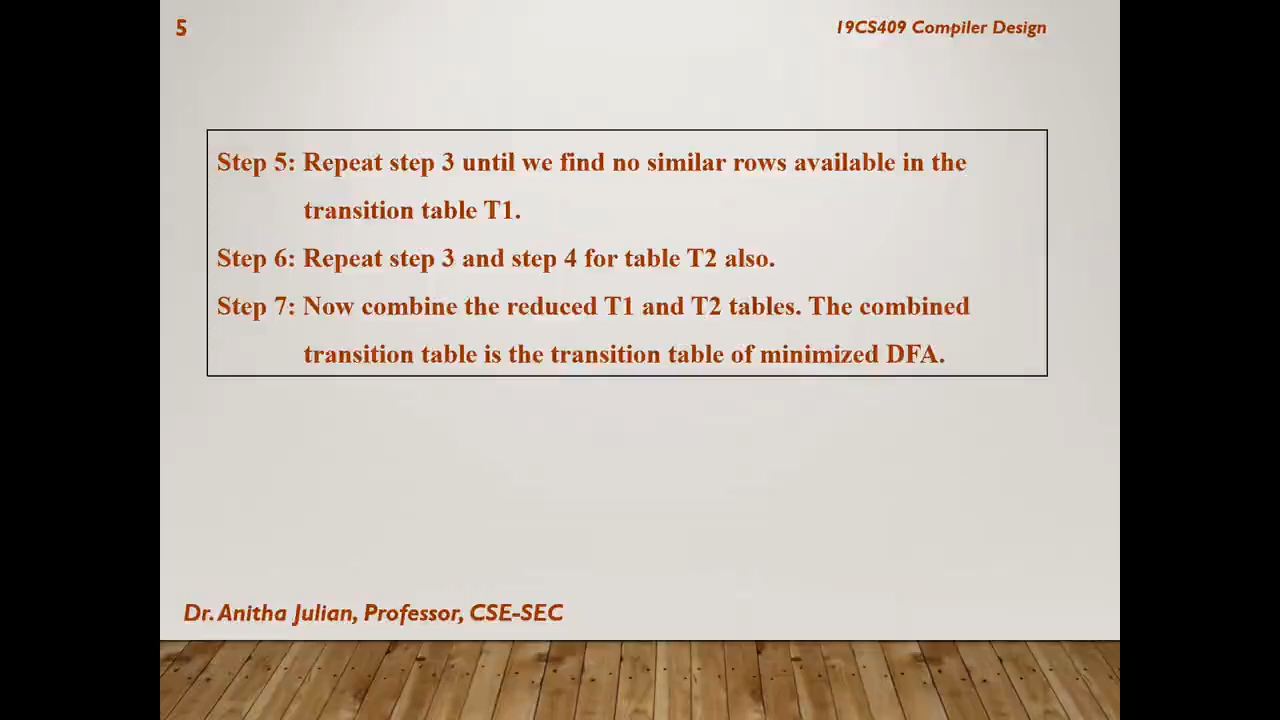 5
19CS409 Compiler Design
Step 5: Repeat step 3 until we find no similar rows available in the
transition table T1.
Step 6: Repeat step 3 and step 4 for table T2 also.
Step 7: Now combine the reduced T1 and T2 tables. The combined
transition table is the transition table of minimized DFA.
Dr. Anitha Julian, Professor, CSE-SEC